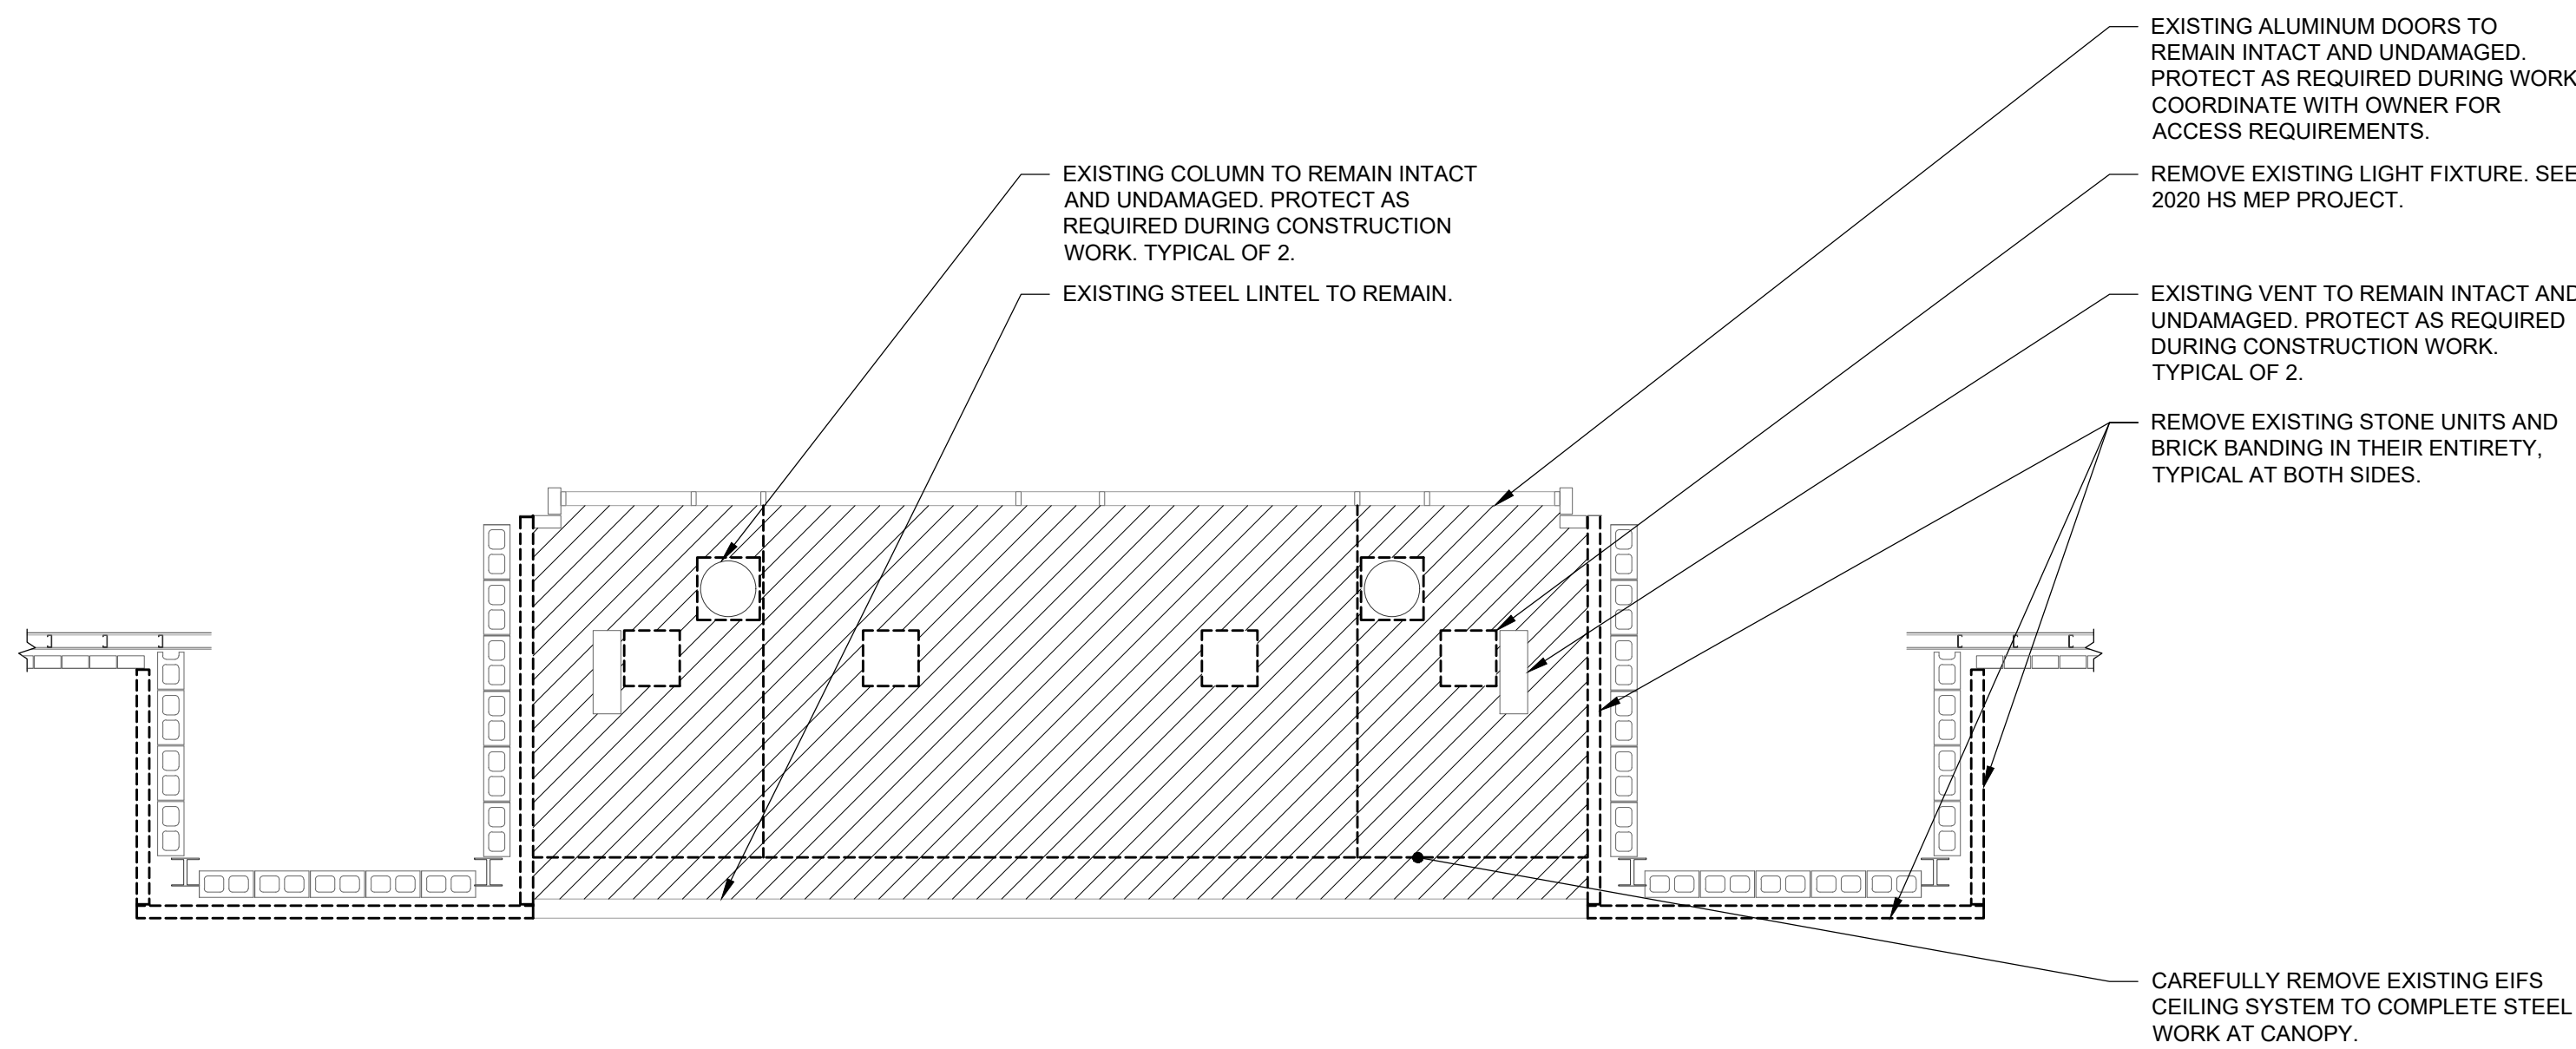 EXISTING ALUMINUM DOORS TO
REMAIN INTACT AND UNDAMAGED.
PROTECT AS REQUIRED DURING WORK
COORDINATE WITH OWNER FOR
ACCESS REQUIREMENTS.
EXISTING COLUMN TO REMAIN INTACT
AND UNDAMAGED. PROTECT AS
REQUIRED DURING CONSTRUCTION
WORK. TYPICAL OF 2.
EXISTING STEEL LINTEL TO REMAIN.
REMOVE EXISTING LIGHT FIXTURE. SEE
2020 HS MEP PROJECT.
EXISTING VENT TO REMAIN INTACT AND
UNDAMAGED. PROTECT AS REQUIRED
DURING CONSTRUCTION WORK.
TYPICAL OF 2.
REMOVE EXISTING STONE UNITS AND
BRICK BANDING IN THEIR ENTIRETY,
TYPICAL AT BOTH SIDES.
CAREFULLY REMOVE EXISTING EIFS
CEILING SYSTEM TO COMPLETE STEEL
WORK AT CANOPY.